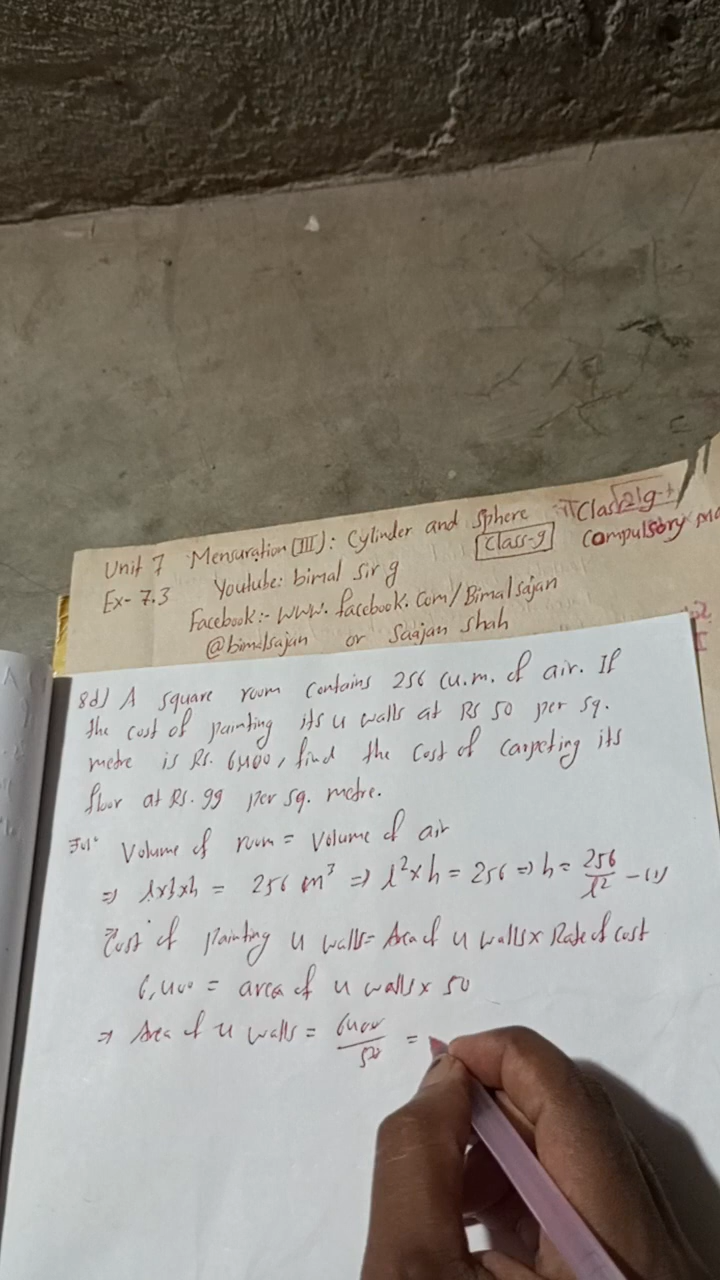 Unit 7 Mensuration (III): Cylinder and Sphere
Class-9 Compulsory
Ex- 7.3 Youtube: bimal sir g
Facebook:- www.facebook.com/Bimalsajan
@bimalsajan or Saajan Shah
8d) A square room contains 256 cu.m. of air. If
the cost of painting its 4 walls at Rs 50 per sq.
metre is Rs. 6400, find the cost of carpeting its
floor at Rs. 99 per sq. metre.
Solⁿ Volume of room = Volume of air
⇒ l×l×h = 256 m³ ⇒ l²×h = 256 ⇒ h = 256/l² - (1)
Cost of painting 4 walls = Area of 4 walls × Rate of cost
6,400 = area of 4 walls × 50
⇒ Area of 4 walls = 6400/50 =